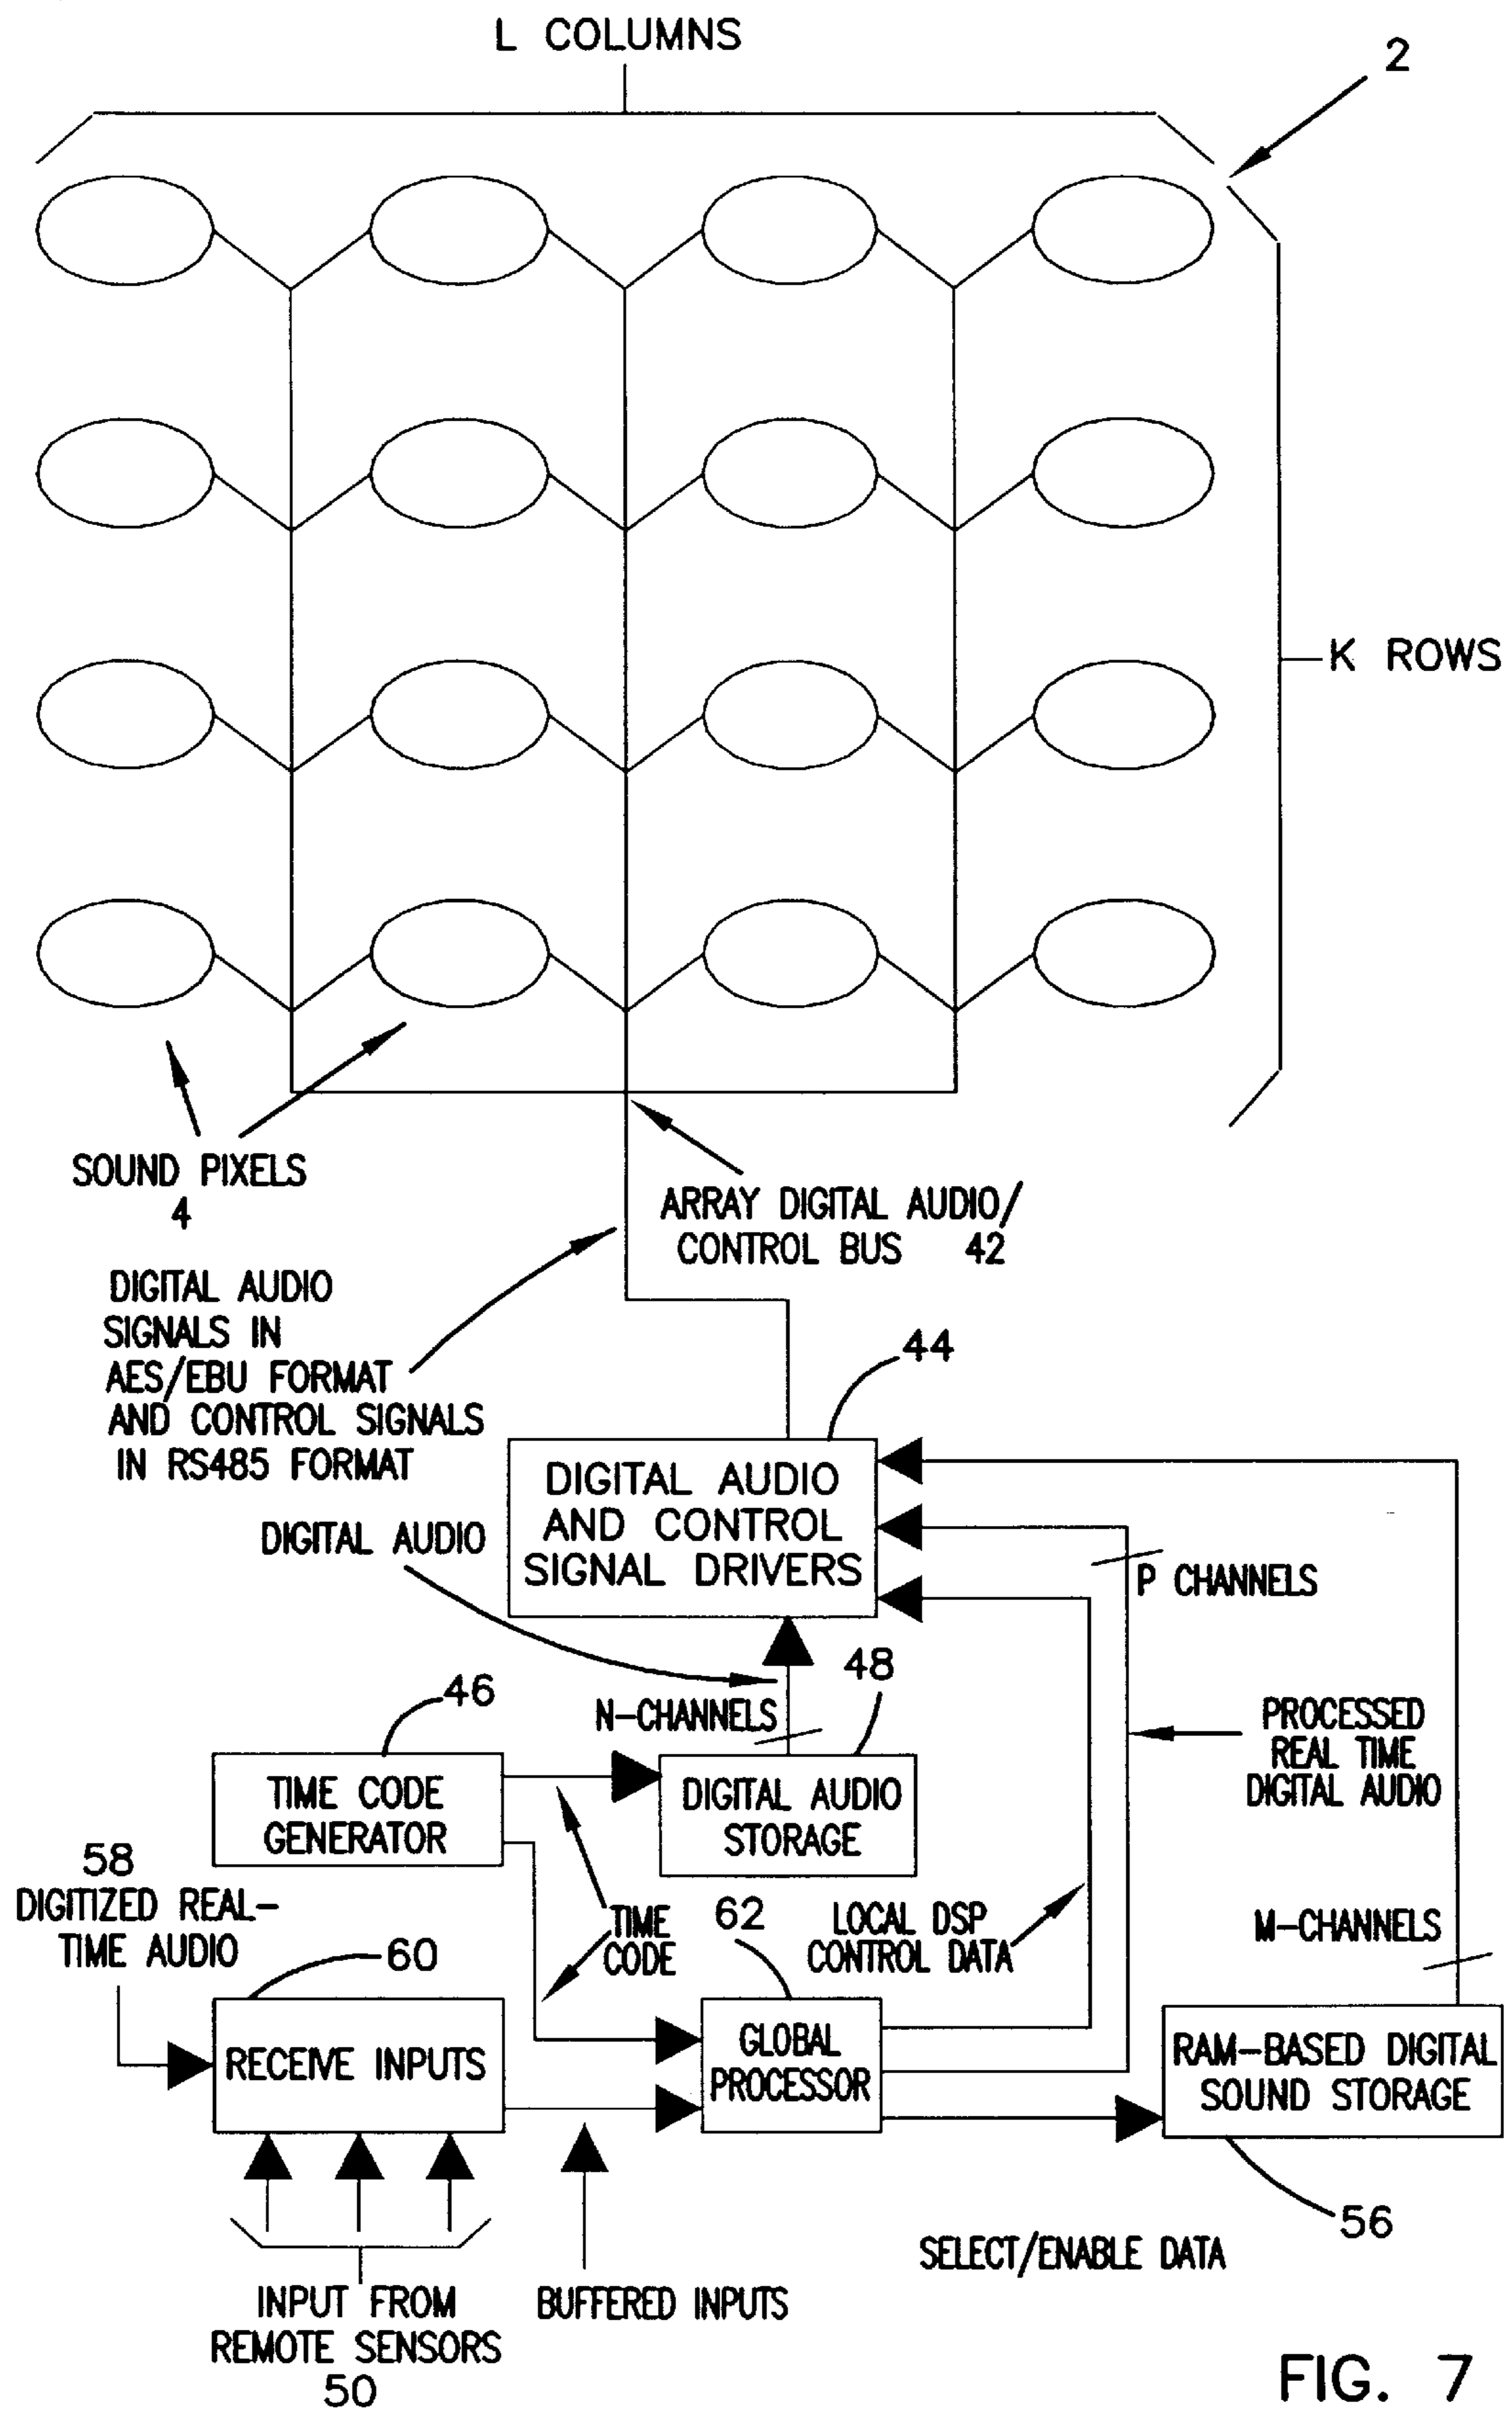 L COLUMNS
2
K ROWS
SOUND PIXELS
4
ARRAY DIGITAL AUDIO/
CONTROL BUS 42
DIGITAL AUDIO
SIGNALS IN
AES/EBU FORMAT
AND CONTROL SIGNALS
IN RS485 FORMAT
44
DIGITAL AUDIO
AND CONTROL
SIGNAL DRIVERS
DIGITAL AUDIO
P CHANNELS
46
N-CHANNELS
48
PROCESSED
REAL TIME
DIGITAL AUDIO
TIME CODE
GENERATOR
DIGITAL AUDIO
STORAGE
58
DIGITIZED REAL-
TIME AUDIO
60
TIME
CODE
62
LOCAL DSP
CONTROL DATA
M-CHANNELS
RECEIVE INPUTS
GLOBAL
PROCESSOR
RAM-BASED DIGITAL
SOUND STORAGE
56
SELECT/ENABLE DATA
INPUT FROM
REMOTE SENSORS
50
BUFFERED INPUTS
FIG. 7